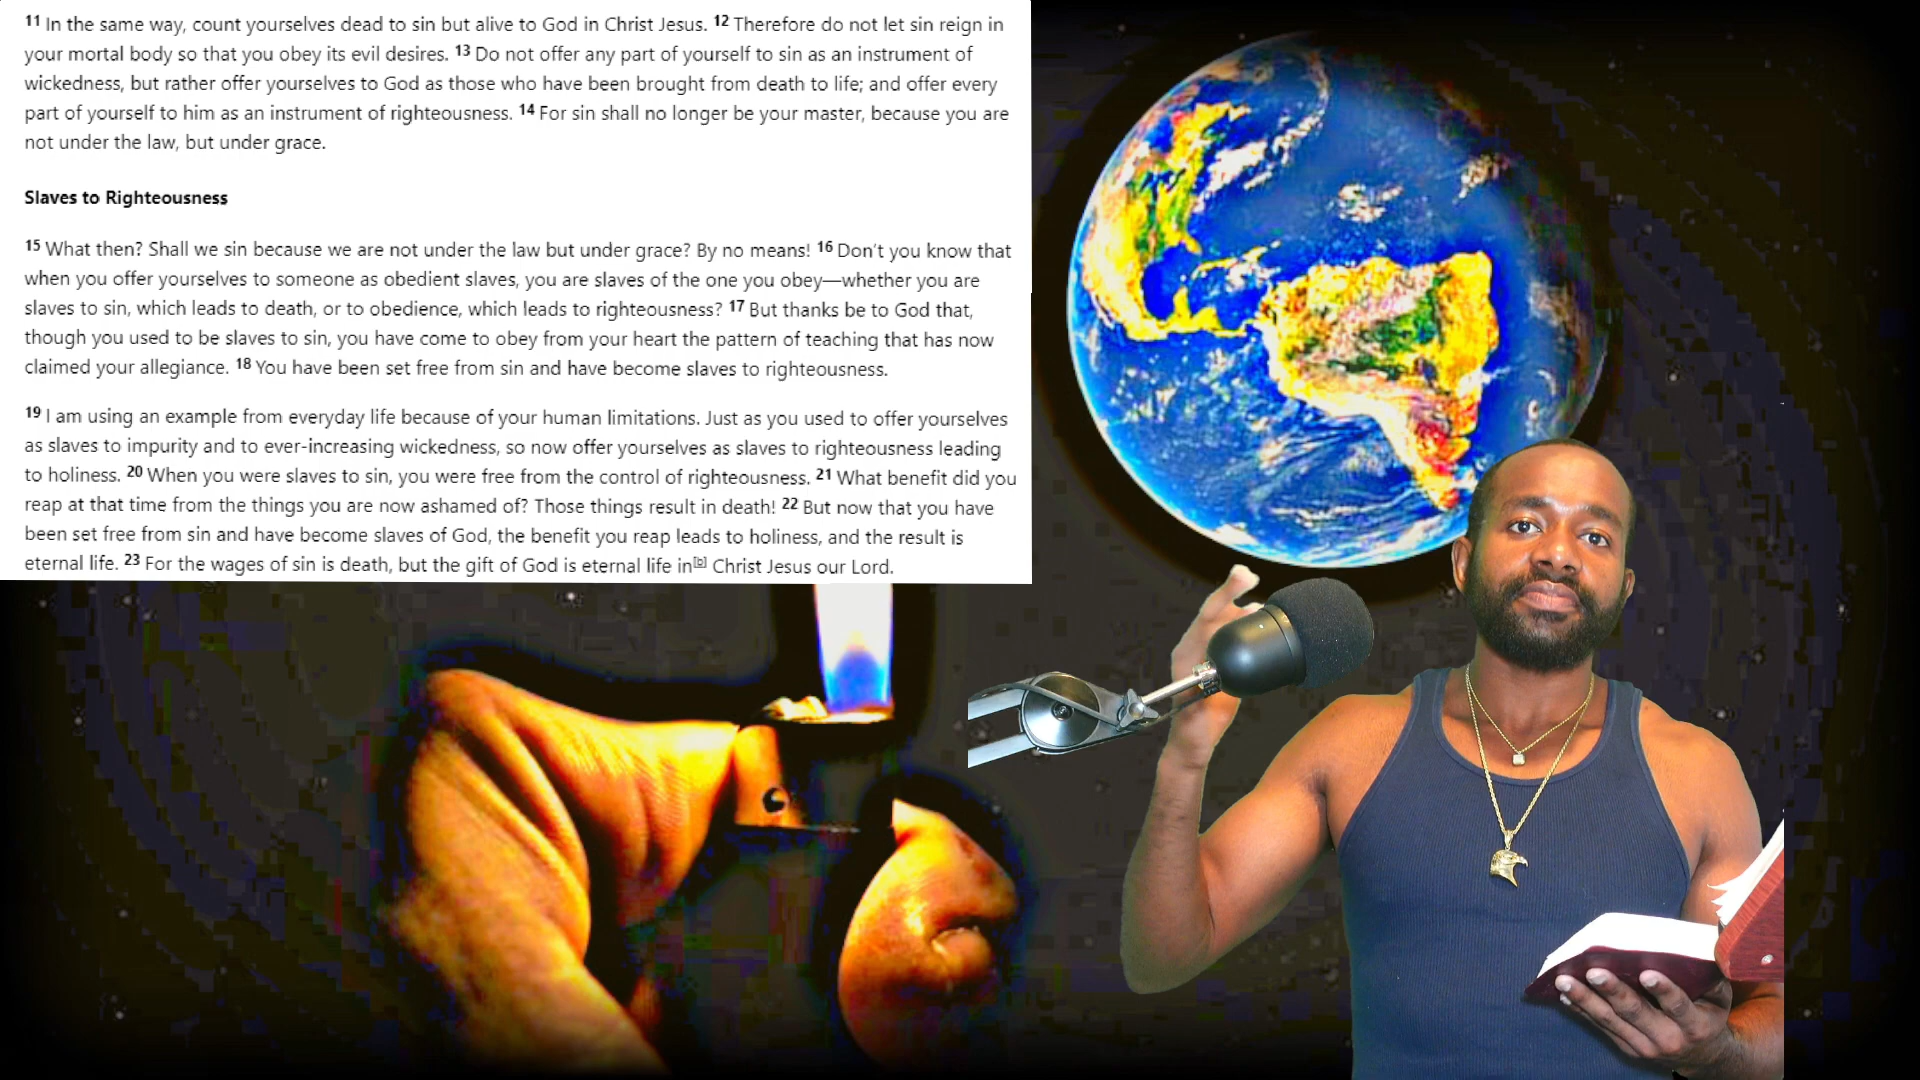 11 In the same way, count yourselves dead to sin but alive to God in Christ Jesus. 12 Therefore do not let sin reign in
your mortal body so that you obey its evil desires. 13 Do not offer any part of yourself to sin as an instrument of
wickedness, but rather offer yourselves to God as those who have been brought from death to life; and offer every
part of yourself to him as an instrument of righteousness. 14 For sin shall no longer be your master, because you are
not under the law, but under grace.
Slaves to Righteousness
15 What then? Shall we sin because we are not under the law but under grace? By no means! 16 Don’t you know that
when you offer yourselves to someone as obedient slaves, you are slaves of the one you obey—whether you are
slaves to sin, which leads to death, or to obedience, which leads to righteousness? 17 But thanks be to God that,
though you used to be slaves to sin, you have come to obey from your heart the pattern of teaching that has now
claimed your allegiance. 18 You have been set free from sin and have become slaves to righteousness.
19 I am using an example from everyday life because of your human limitations. Just as you used to offer yourselves
as slaves to impurity and to ever-increasing wickedness, so now offer yourselves as slaves to righteousness leading
to holiness. 20 When you were slaves to sin, you were free from the control of righteousness. 21 What benefit did you
reap at that time from the things you are now ashamed of? Those things result in death! 22 But now that you have
been set free from sin and have become slaves of God, the benefit you reap leads to holiness, and the result is
eternal life. 23 For the wages of sin is death, but the gift of God is eternal life in[b] Christ Jesus our Lord.